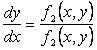 dy/dx = f₂(x, y)/f₂(x, y)